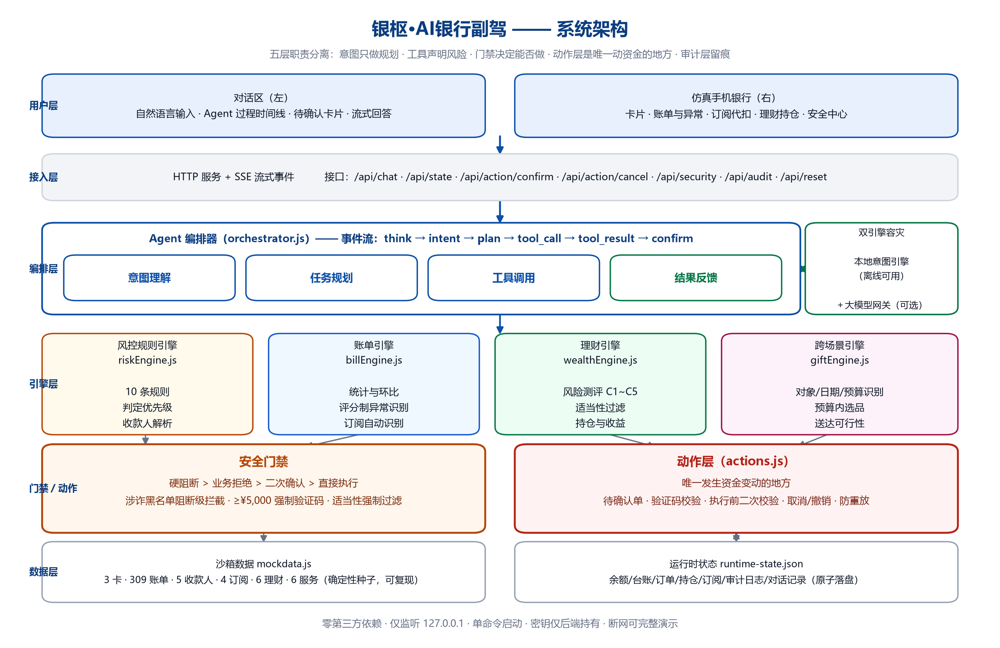 银枢•AI银行副驾 —— 系统架构
五层职责分离：意图只做规划 · 工具声明风险 · 门禁决定能否做 · 动作层是唯一动资金的地方 · 审计层留痕
用户层
对话区（左）
自然语言输入 · Agent 过程时间线 · 待确认卡片 · 流式回答
仿真手机银行（右）
卡片 · 账单与异常 · 订阅代扣 · 理财持仓 · 安全中心
接入层
HTTP 服务 + SSE 流式事件 接口：/api/chat · /api/state · /api/action/confirm · /api/action/cancel · /api/security · /api/audit · /api/reset
编排层
Agent 编排器（orchestrator.js）—— 事件流：think → intent → plan → tool_call → tool_result → confirm
意图理解
任务规划
工具调用
结果反馈
双引擎容灾
本地意图引擎
（离线可用）
+ 大模型网关（可选）
引擎层
风控规则引擎
riskEngine.js
10 条规则
判定优先级
收款人解析
账单引擎
billEngine.js
统计与环比
评分制异常识别
订阅自动识别
理财引擎
wealthEngine.js
风险测评 C1~C5
适当性过滤
持仓与收益
跨场景引擎
giftEngine.js
对象/日期/预算识别
预算内选品
送达可行性
门禁 / 动作
安全门禁
硬阻断 > 业务拒绝 > 二次确认 > 直接执行
涉诈黑名单阻断级拦截 · ≥¥5,000 强制验证码 · 适当性强制过滤
动作层（actions.js）
唯一发生资金变动的地方
待确认单 · 验证码校验 · 执行前二次校验 · 取消/撤销 · 防重放
数据层
沙箱数据 mockdata.js
3 卡 · 309 账单 · 5 收款人 · 4 订阅 · 6 理财 · 6 服务（确定性种子，可复现）
运行时状态 runtime-state.json
余额/台账/订单/持仓/订阅/审计日志/对话记录（原子落盘）
零第三方依赖 · 仅监听 127.0.0.1 · 单命令启动 · 密钥仅后端持有 · 断网可完整演示